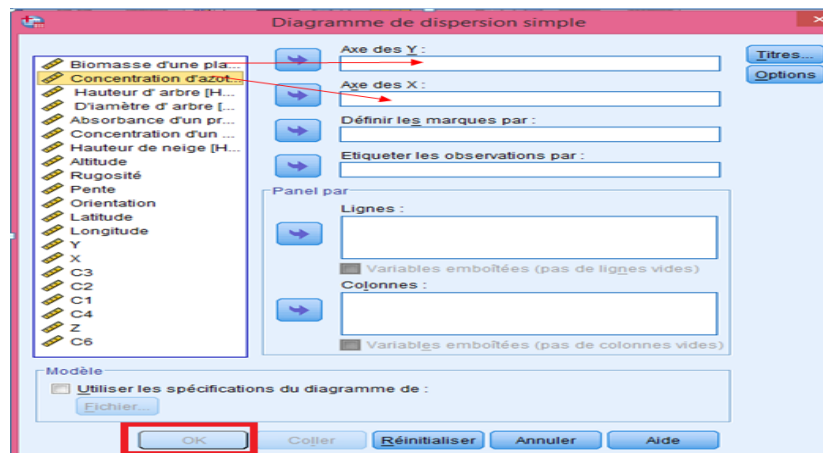 Diagramme de dispersion simple
Biomasse d'une pla...
Concentration d'azot...
Hauteur d' arbre [H...
D'iamètre d' arbre [...
Absorbance d'un pr...
Concentration d'un ...
Hauteur de neige [H...
Altitude
Rugosité
Pente
Orientation
Latitude
Longitude
Y
X
C3
C2
C1
C4
Z
C6
Axe des Y :
Axe des X :
Définir les marques par :
Etiqueter les observations par :
Panel par
Lignes :
Variables emboîtées (pas de lignes vides)
Colonnes :
Variables emboîtées (pas de colonnes vides)
Titres...
Options
Modèle
Utiliser les spécifications du diagramme de :
Fichier...
OK
Coller
Réinitialiser
Annuler
Aide